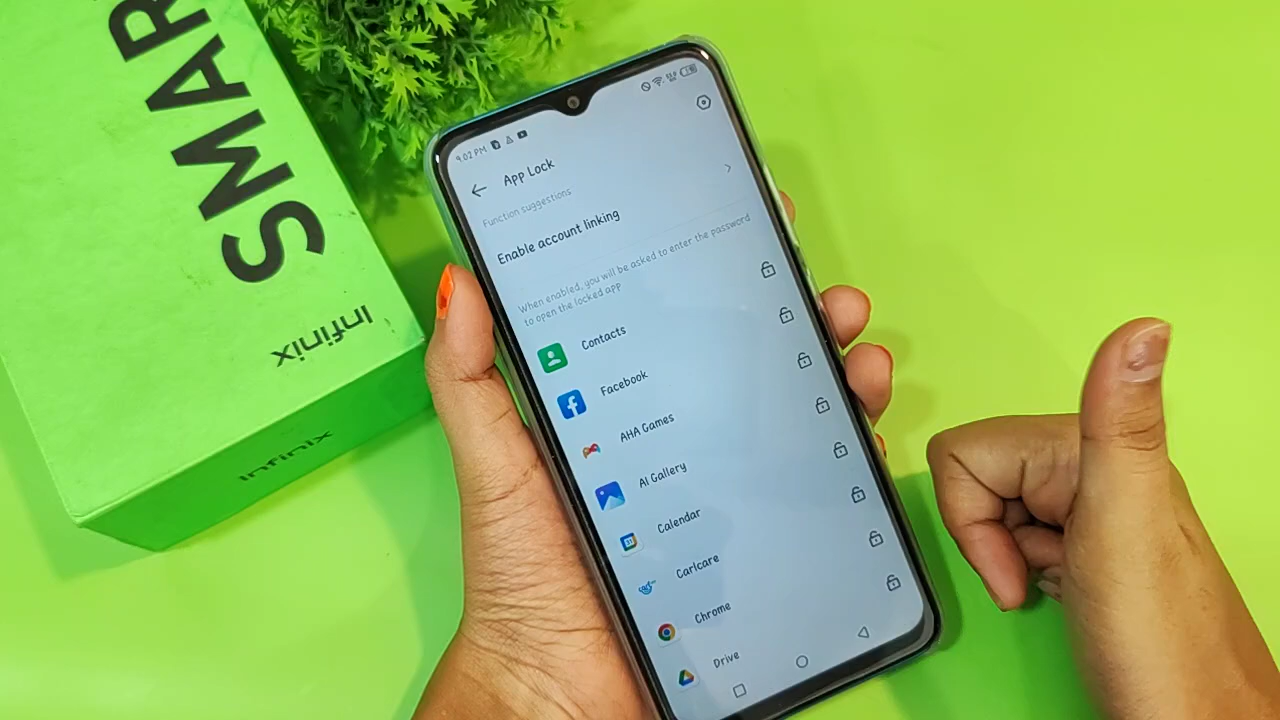 SMAR
Infinix
Infinix
9:02 PM
App Lock
Function suggestions
Enable account linking
When enabled, you will be asked to enter the password
to open the locked app
Contacts
Facebook
AHA Games
AI Gallery
Calendar
Carlcare
Chrome
Drive